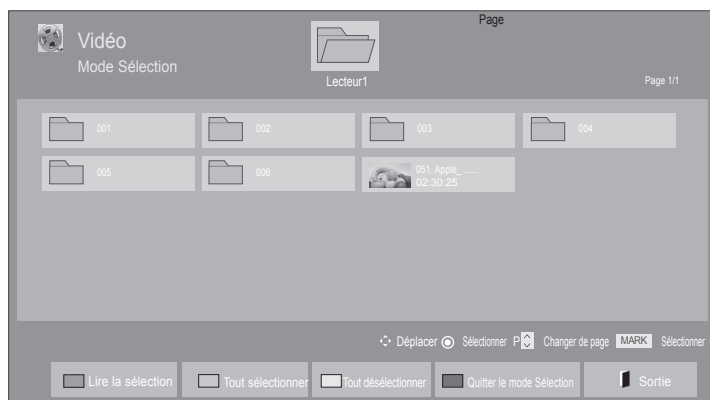 Page
Vidéo
Mode Sélection
Lecteur1
Page 1/1
001
002
003
004
005
006
051. Apple_ ......
02:30:25
Déplacer
Sélectionner
P
Changer de page
MARK
Sélectionner
Lire la sélection
Tout sélectionner
Tout désélectionner
Quitter le mode Sélection
Sortie